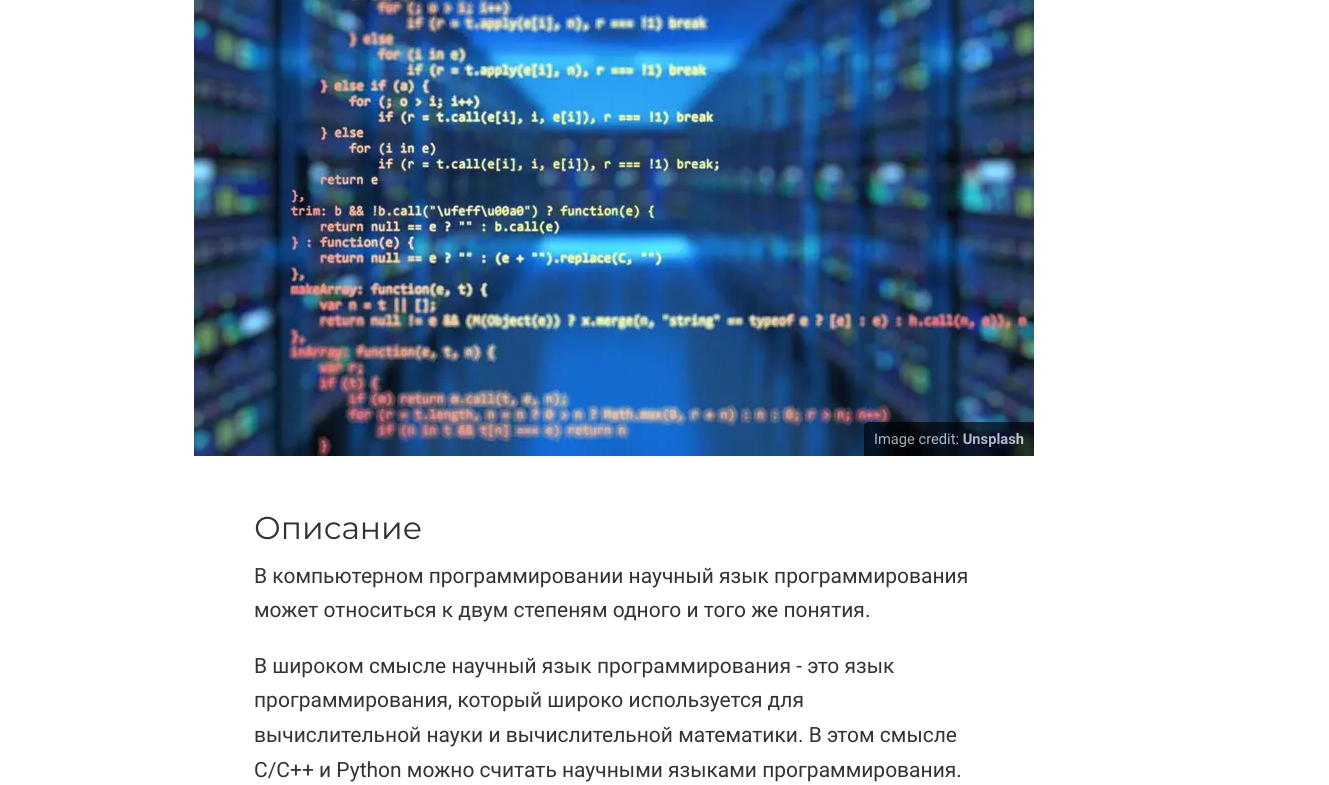 for (; o > i; i++)
if (r = t.apply(e[i], n), r === !1) break
} else
for (i in e)
if (r = t.apply(e[i], n), r === !1) break
} else if (a) {
for (; o > i; i++)
if (r = t.call(e[i], i, e[i]), r === !1) break
} else
for (i in e)
if (r = t.call(e[i], i, e[i]), r === !1) break;
return e
},
trim: b && !b.call("\ufeff\u00a0") ? function(e) {
return null == e ? "" : b.call(e)
} : function(e) {
return null == e ? "" : (e + "").replace(C, "")
},
makeArray: function(e, t) {
var n = t || [];
return null != e && (M(Object(e)) ? x.merge(n, "string" == typeof e ? [e] : e) : h.call(n, e)), n
},
inArray: function(e, t, n) {
var r;
if (t) {
if (m) return m.call(t, e, n);
for (r = t.length, n = n ? 0 > n ? Math.max(0, r + n) : n : 0; r > n; n++)
if (n in t && t[n] === e) return n
}
Image credit: Unsplash
Описание
В компьютерном программировании научный язык программирования
может относиться к двум степеням одного и того же понятия.
В широком смысле научный язык программирования - это язык
программирования, который широко используется для
вычислительной науки и вычислительной математики. В этом смысле
C/C++ и Python можно считать научными языками программирования.